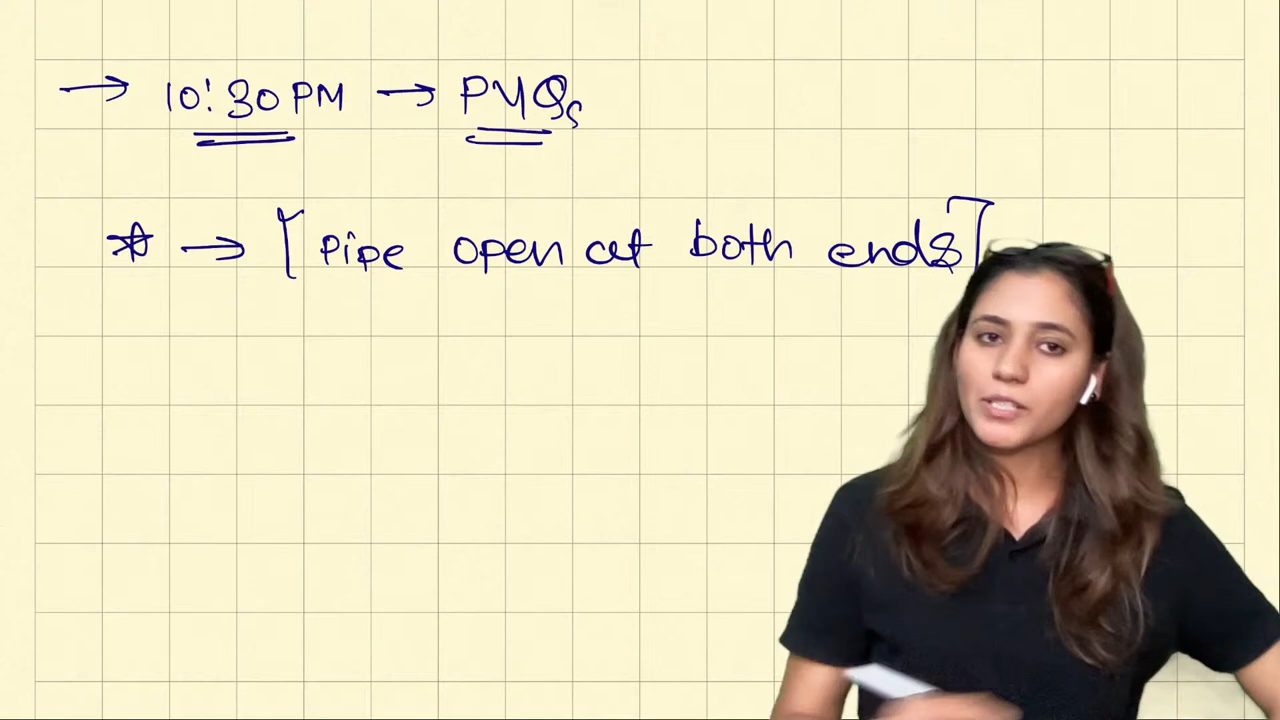 → 10:30 PM → PYQs
* → [pipe open at both ends]